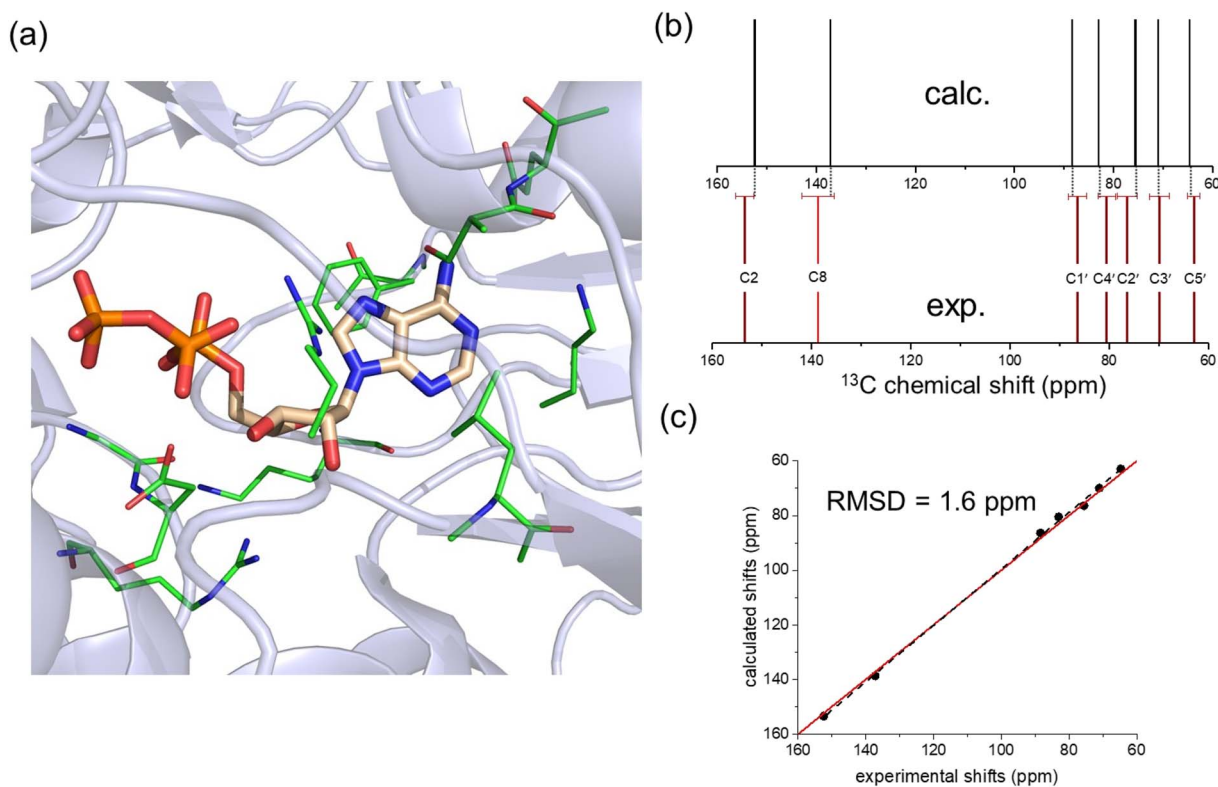 (a)
(b)
calc.
160 140 120 100 80 60
C2 C8 C1′ C4′ C2′ C3′ C5′
exp.
160 140 120 100 80 60
¹³C chemical shift (ppm)
(c)
RMSD = 1.6 ppm
calculated shifts (ppm)
60
80
100
120
140
160
160 140 120 100 80 60
experimental shifts (ppm)